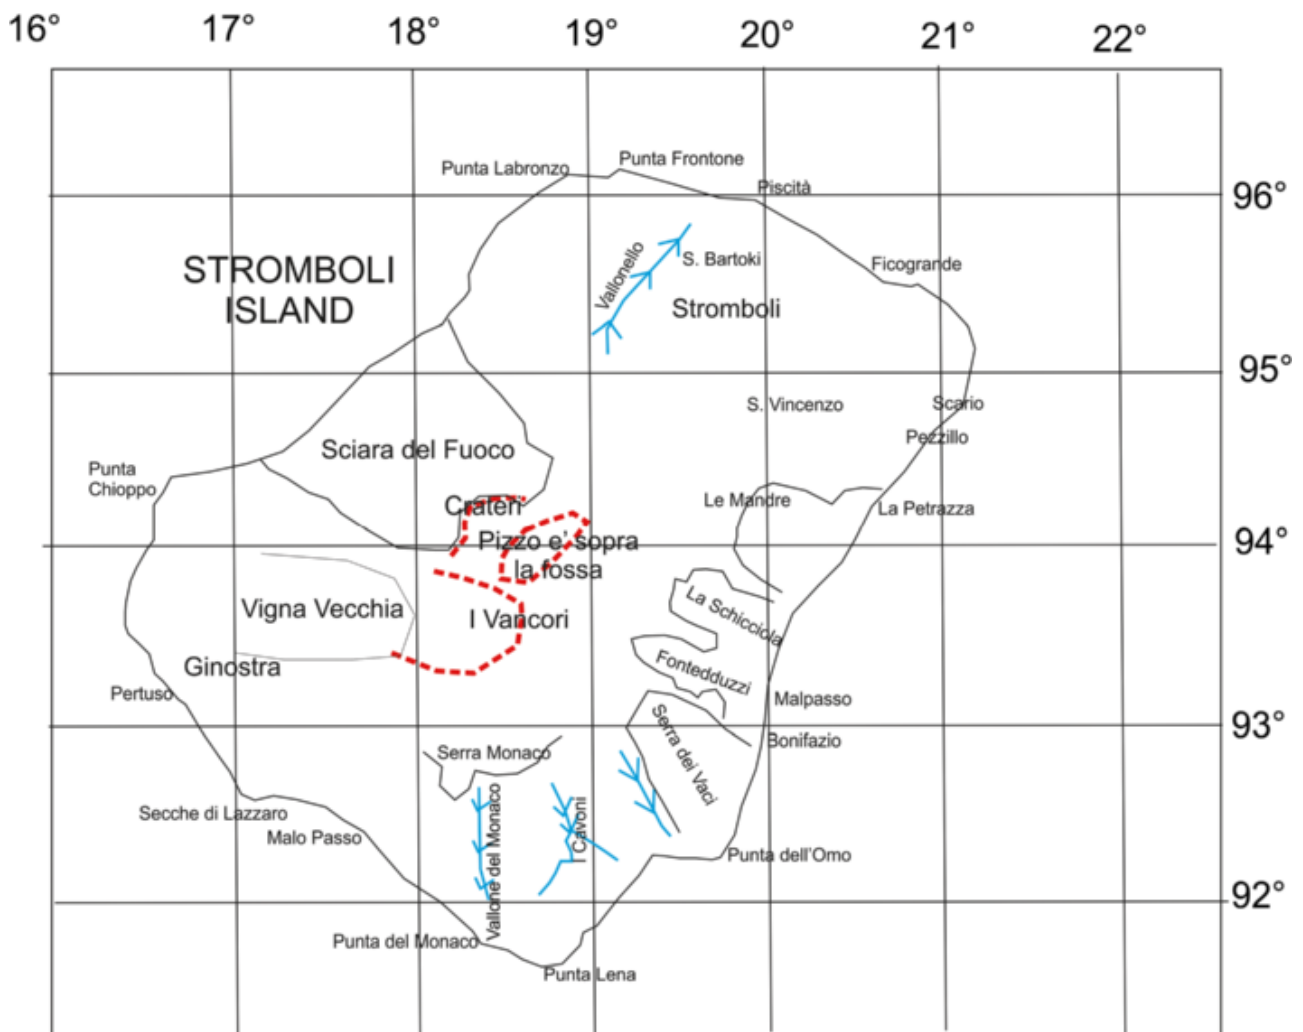 16° 17° 18° 19° 20° 21° 22°
Punta Frontone
Punta Labronzo
Piscità
96°
STROMBOLI
ISLAND
Vallonello
S. Bartoki
Ficogrande
Stromboli
95°
S. Vincenzo
Scario
Pezzillo
Sciara del Fuoco
Punta
Chioppo
Crateri
Le Mandre
La Petrazza
Pizzo e' sopra
la fossa
94°
Vigna Vecchia
I Vancori
La Schicciola
Ginostra
Fontedduzzi
Pertuso
Malpasso
93°
Serra dei Vaci
Bonifazio
Serra Monaco
Secche di Lazzaro
Malo Passo
Vallone del Monaco
I Cavoni
Punta dell'Omo
92°
Punta del Monaco
Punta Lena